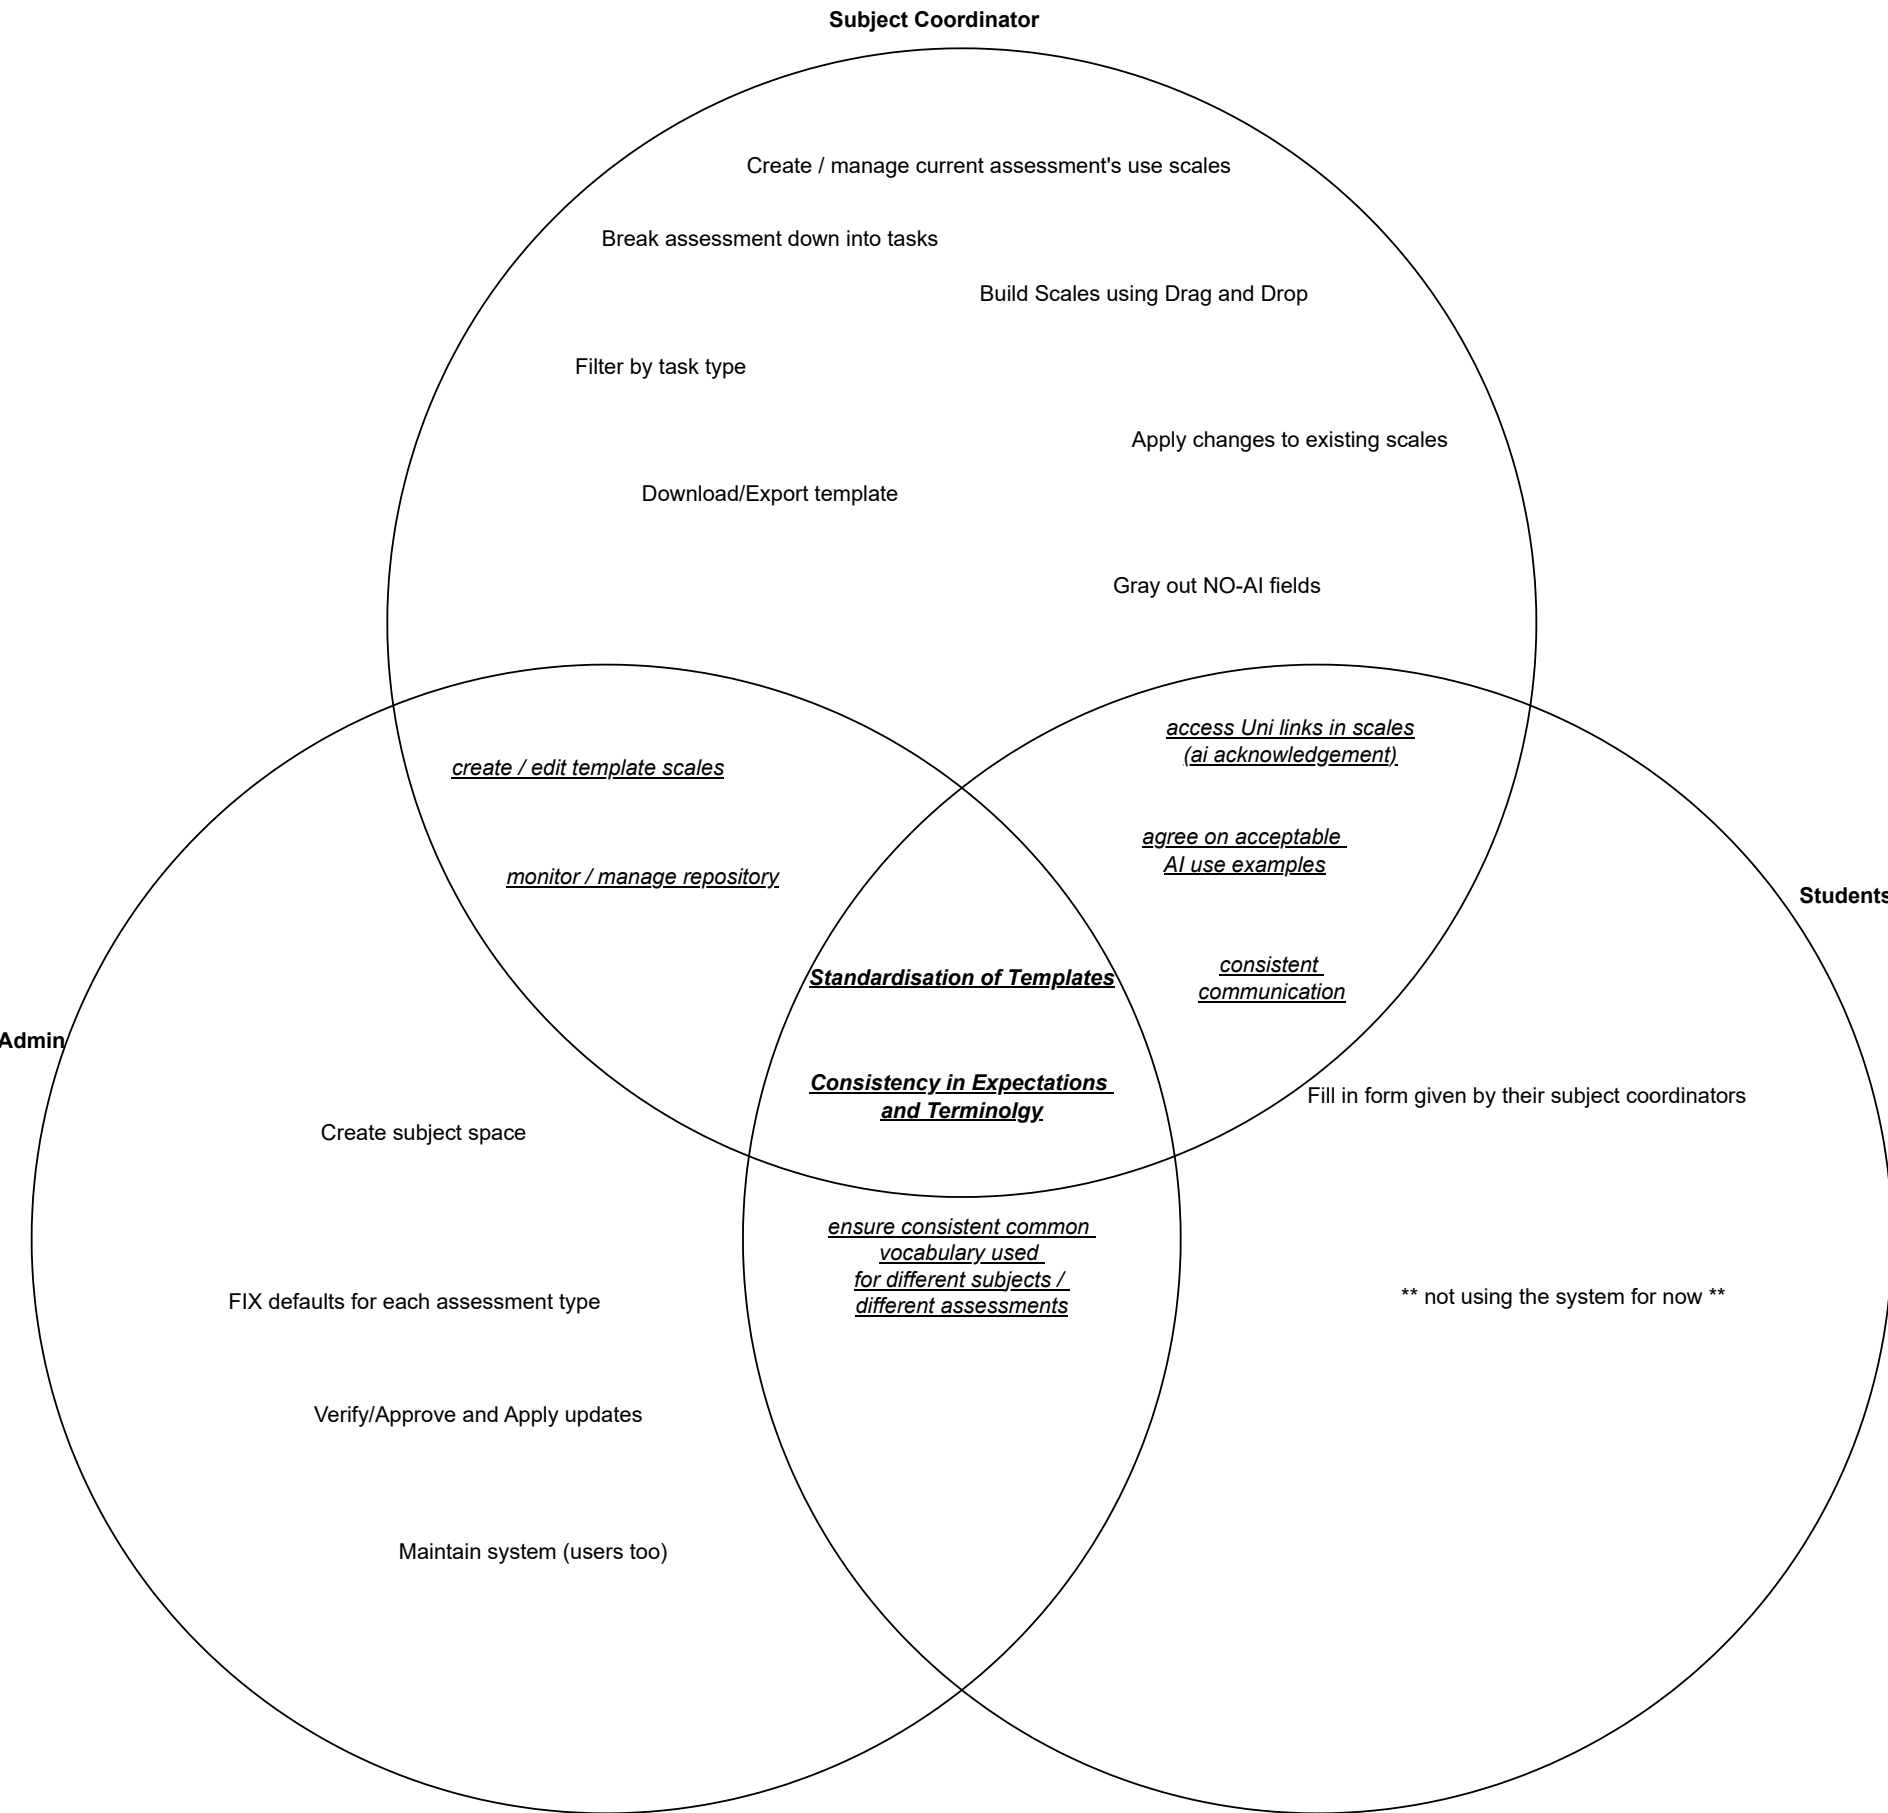 Subject Coordinator
Create / manage current assessment's use scales
Break assessment down into tasks
Build Scales using Drag and Drop
Filter by task type
Apply changes to existing scales
Download/Export template
Gray out NO-AI fields
access Uni links in scales
(ai acknowledgement)
create / edit template scales
agree on acceptable
AI use examples
monitor / manage repository
Students
consistent
communication
Standardisation of Templates
Admin
Consistency in Expectations
and Terminolgy
Fill in form given by their subject coordinators
Create subject space
ensure consistent common
vocabulary used
for different subjects /
different assessments
FIX defaults for each assessment type
** not using the system for now **
Verify/Approve and Apply updates
Maintain system (users too)